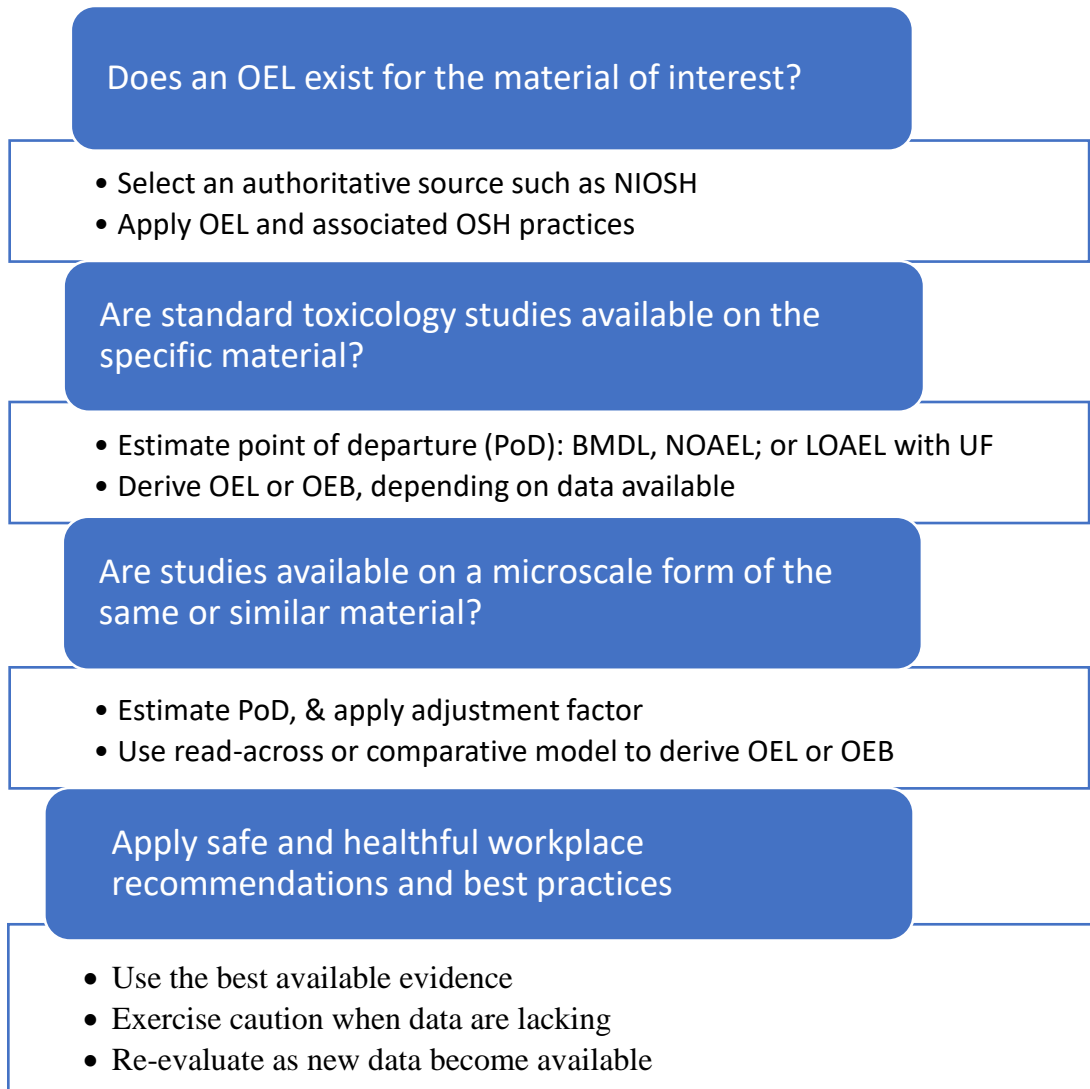 Does an OEL exist for the material of interest?
• Select an authoritative source such as NIOSH
• Apply OEL and associated OSH practices
Are standard toxicology studies available on the
specific material?
• Estimate point of departure (PoD): BMDL, NOAEL; or LOAEL with UF
• Derive OEL or OEB, depending on data available
Are studies available on a microscale form of the
same or similar material?
• Estimate PoD, & apply adjustment factor
• Use read-across or comparative model to derive OEL or OEB
Apply safe and healthful workplace
recommendations and best practices
• Use the best available evidence
• Exercise caution when data are lacking
• Re-evaluate as new data become available